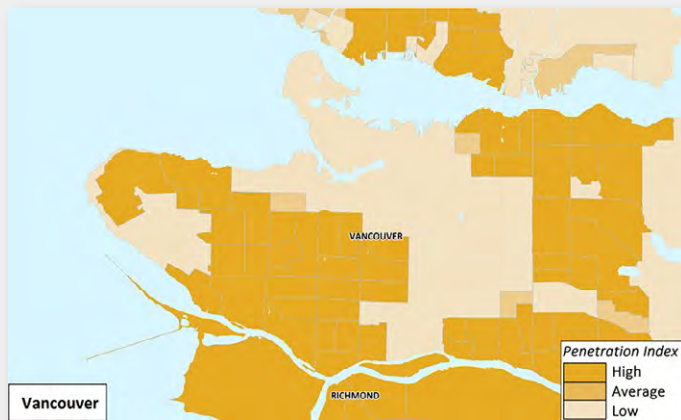 VANCOUVER
RICHMOND
Vancouver
Penetration Index
High
Average
Low